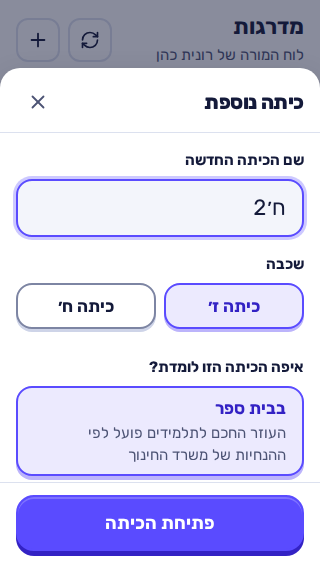 מדרגות
לוח המורה של רונית כהן
כיתה נוספת
שם הכיתה החדשה
ח׳2
שכבה
כיתה ז׳
כיתה ח׳
איפה הכיתה הזו לומדת?
בבית ספר
העוזר החכם לתלמידים פועל לפי
ההנחיות של משרד החינוך
פתיחת הכיתה